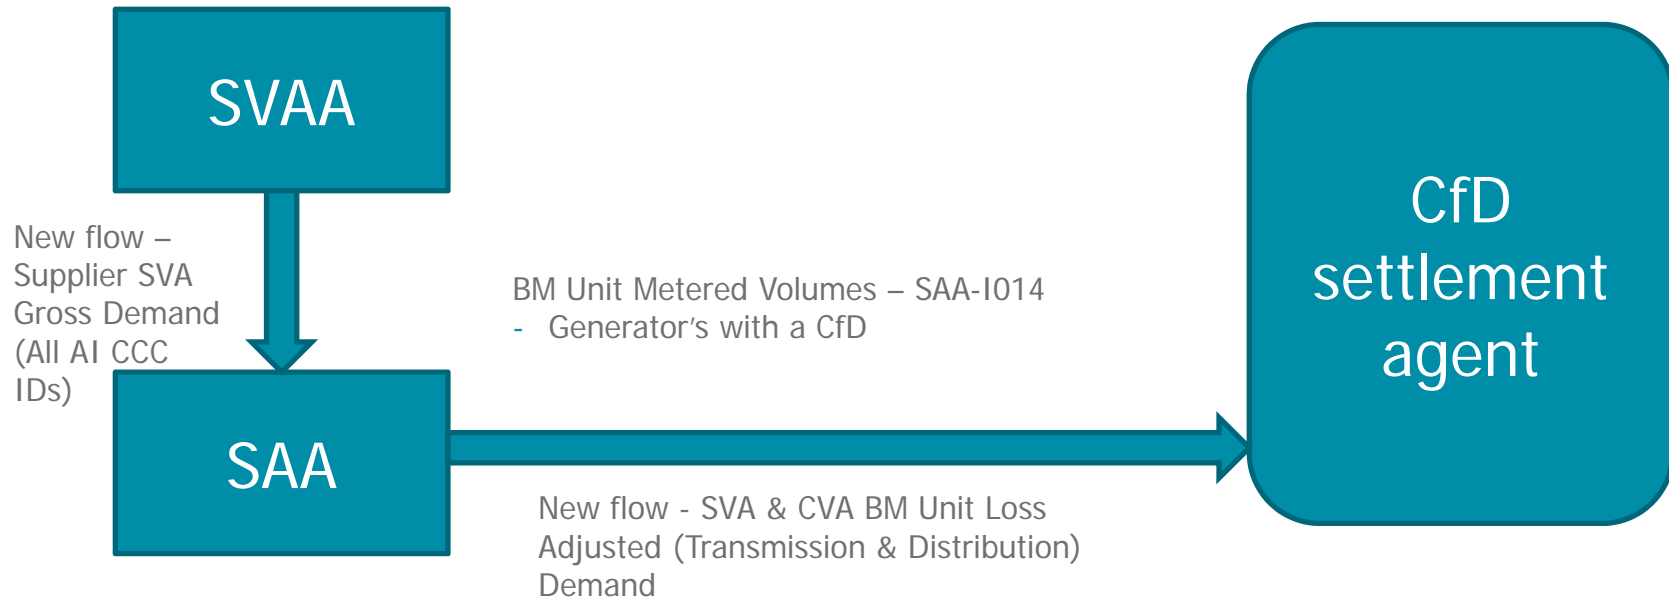 SVAA
New flow –
Supplier SVA
Gross Demand
(All AI CCC
IDs)
BM Unit Metered Volumes – SAA-I014
- Generator's with a CfD
CfD
settlement
agent
SAA
New flow - SVA & CVA BM Unit Loss
Adjusted (Transmission & Distribution)
Demand